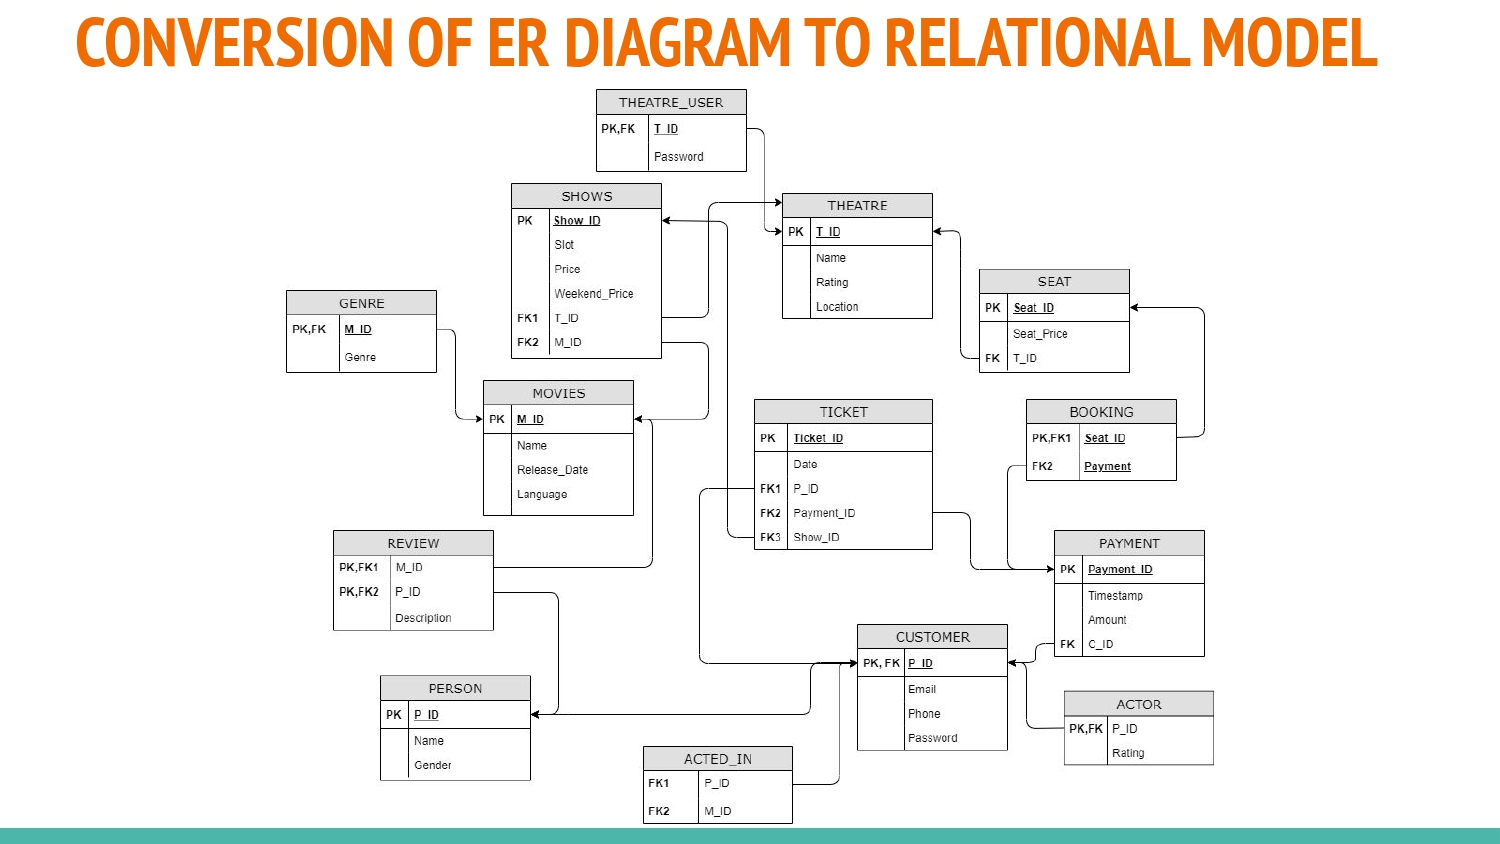 CONVERSION OF ER DIAGRAM TO RELATIONAL MODEL
THEATRE_USER
PK,FK T_ID
Password
SHOWS
PK Show_ID
Slot
Price
Weekend_Price
FK1 T_ID
FK2 M_ID
THEATRE
PK T_ID
Name
Rating
Location
SEAT
PK Seat_ID
Seat_Price
FK T_ID
GENRE
PK,FK M_ID
Genre
MOVIES
PK M_ID
Name
Release_Date
Language
TICKET
PK Ticket_ID
Date
FK1 P_ID
FK2 Payment_ID
FK3 Show_ID
BOOKING
PK,FK1 Seat_ID
FK2 Payment
REVIEW
PK,FK1 M_ID
PK,FK2 P_ID
Description
PAYMENT
PK Payment_ID
Timestamp
Amount
FK C_ID
CUSTOMER
PK, FK P_ID
Email
Phone
Password
PERSON
PK P_ID
Name
Gender
ACTOR
PK,FK P_ID
Rating
ACTED_IN
FK1 P_ID
FK2 M_ID